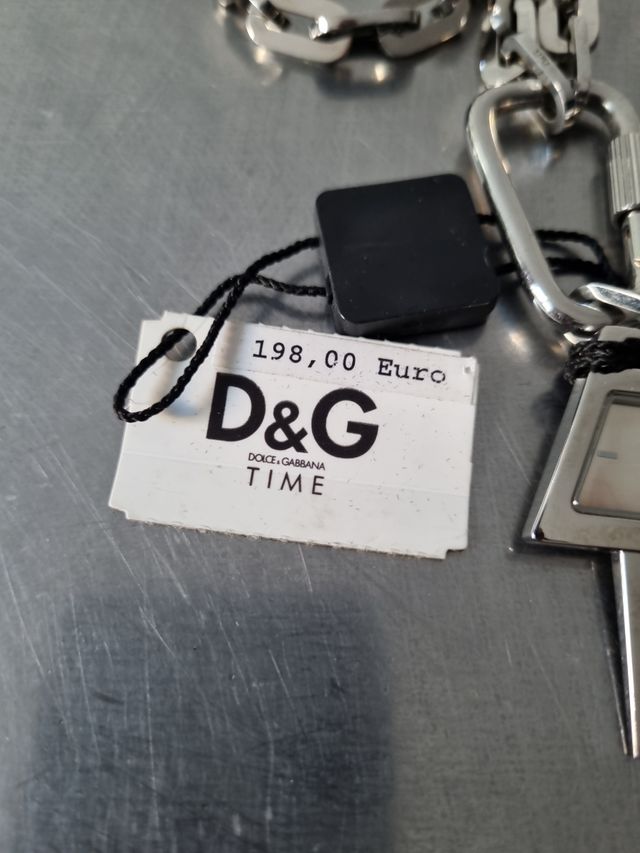 198,00 Euro
D&G
DOLCE & GABBANA
TIME